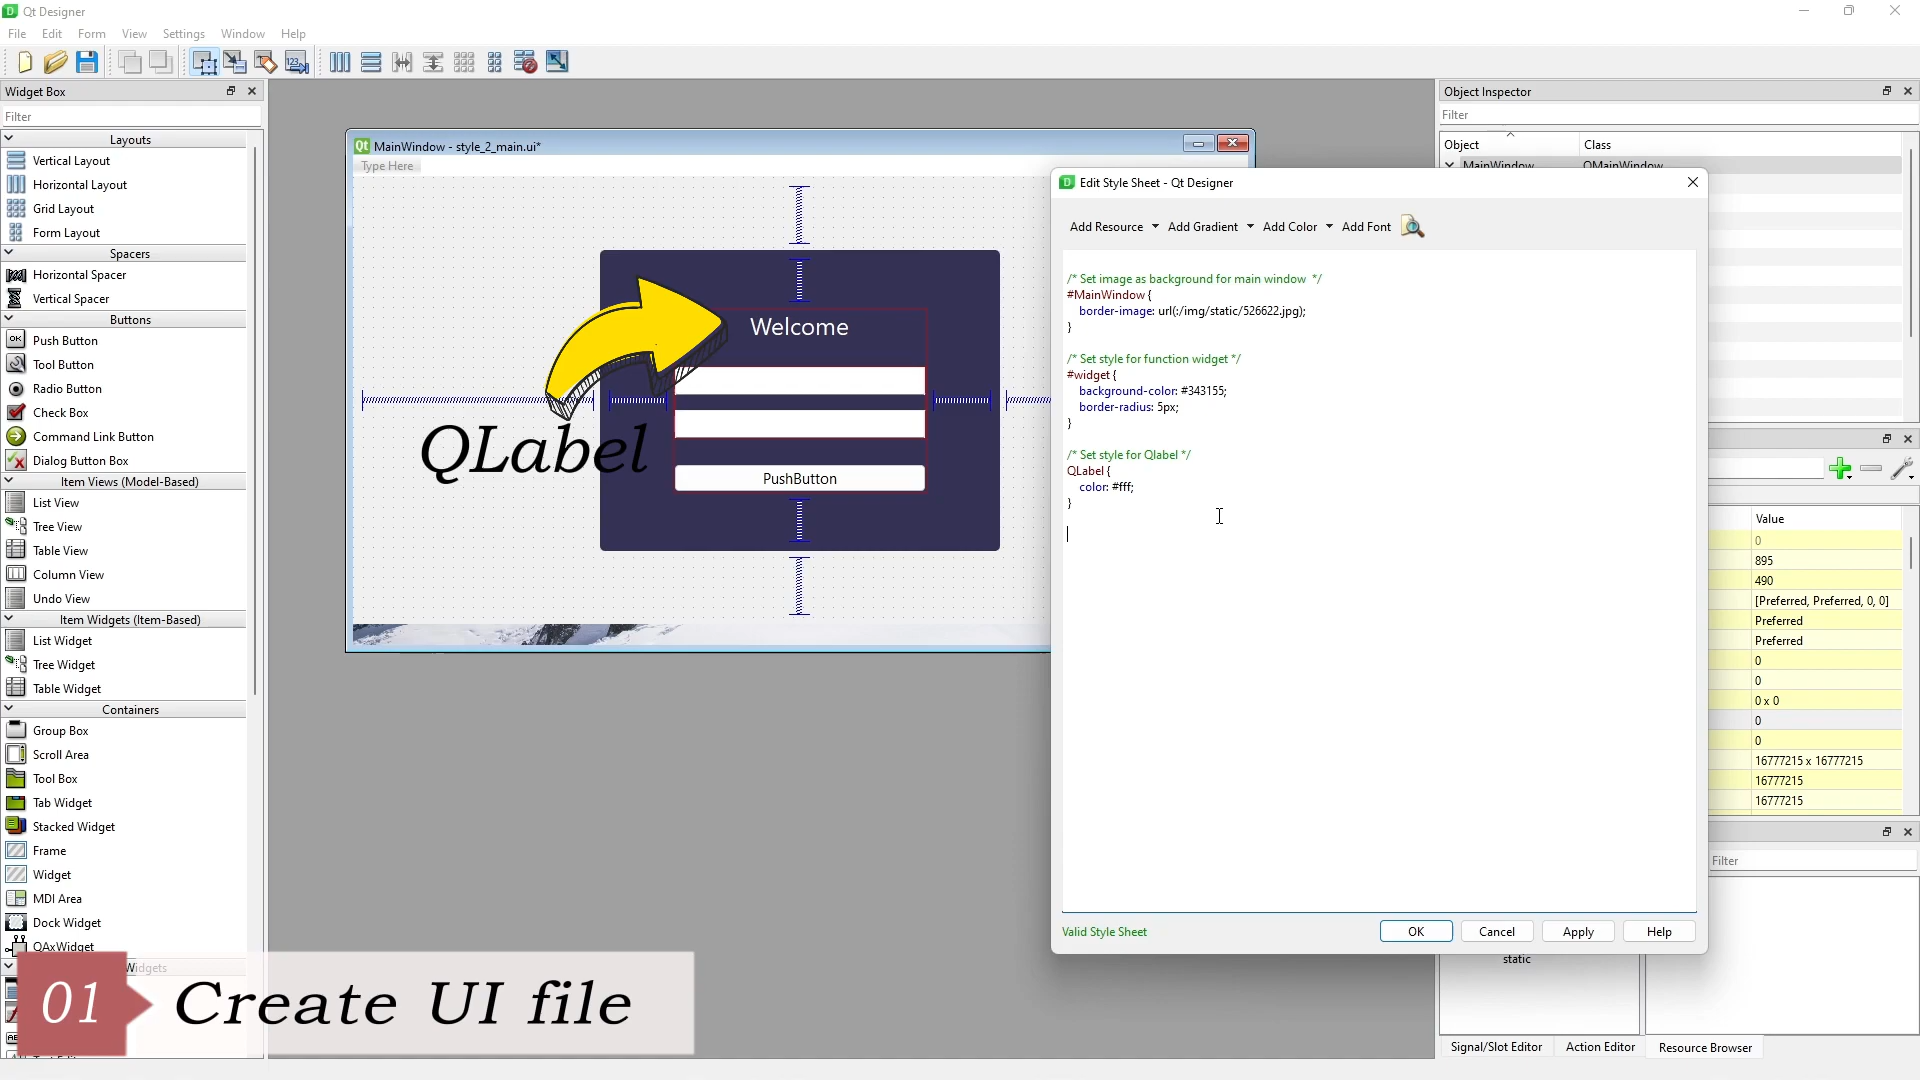 Qt Designer
File Edit Form View Settings Window Help
Widget Box
Filter
Layouts
Vertical Layout
Horizontal Layout
Grid Layout
Form Layout
Spacers
Horizontal Spacer
Vertical Spacer
Buttons
Push Button
Tool Button
Radio Button
Check Box
Command Link Button
Dialog Button Box
Item Views (Model-Based)
List View
Tree View
Table View
Column View
Undo View
Item Widgets (Item-Based)
List Widget
Tree Widget
Table Widget
Containers
Group Box
Scroll Area
Tool Box
Tab Widget
Stacked Widget
Frame
Widget
MDI Area
Dock Widget
QAxWidget
Widgets
01 Create UI file
MainWindow - style_2_main.ui*
Type Here
Welcome
QLabel
PushButton
Edit Style Sheet - Qt Designer
Add Resource Add Gradient Add Color Add Font
/* Set image as background for main window */
#MainWindow {
border-image: url(:/img/static/526622.jpg);
}
/* Set style for function widget */
#widget {
background-color: #343155;
border-radius: 5px;
}
/* Set style for Qlabel */
QLabel {
color: #fff;
}
Valid Style Sheet
OK Cancel Apply Help
Object Inspector
Filter
Object Class
MainWindow QMainWindow
Value
0
895
490
[Preferred, Preferred, 0, 0]
Preferred
Preferred
0
0
0 x 0
0
0
16777215 x 16777215
16777215
16777215
Filter
static
Signal/Slot Editor Action Editor Resource Browser